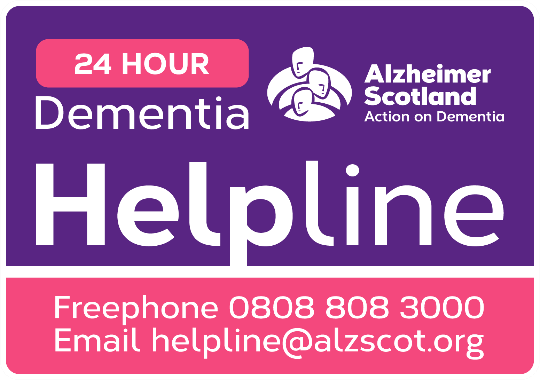 24 HOUR
Dementia
Alzheimer
Scotland
Action on Dementia
Helpline
Freephone 0808 808 3000
Email helpline@alzscot.org